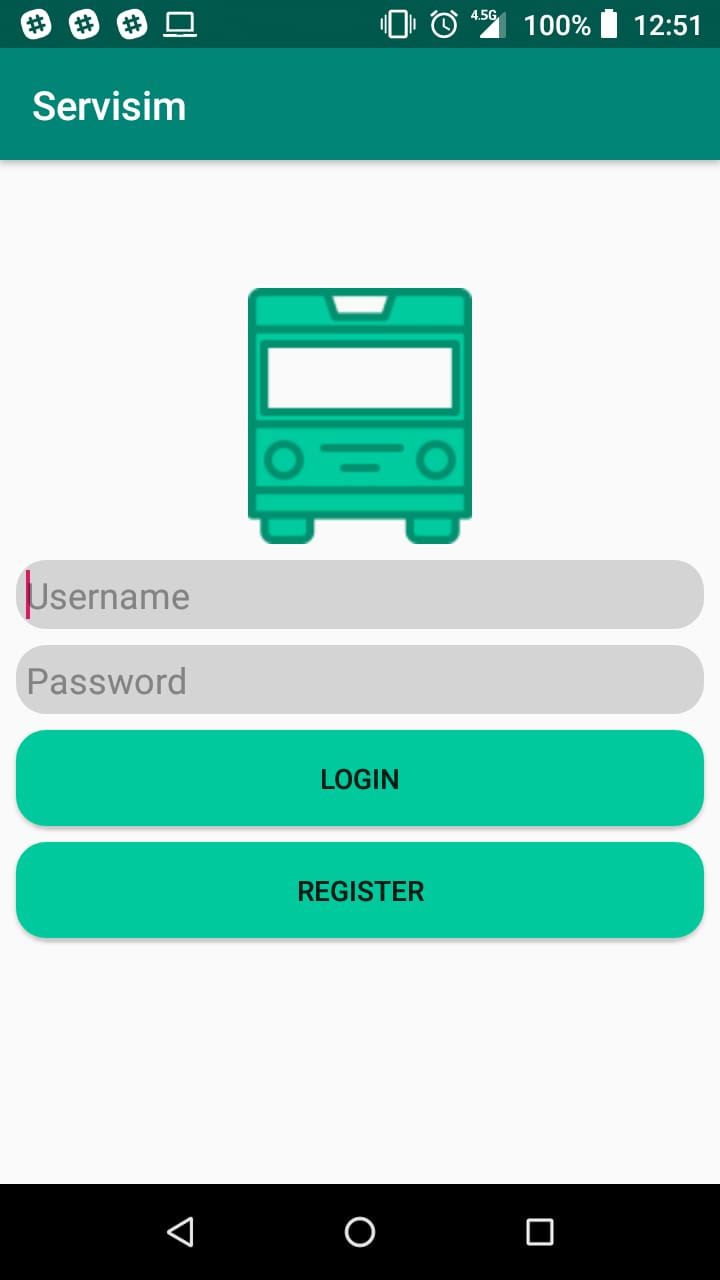 4.5G 100% 12:51
Servisim
Username
Password
LOGIN
REGISTER